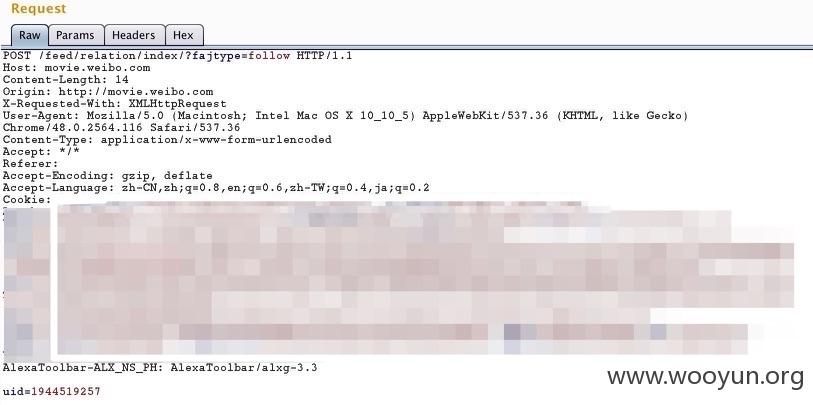 Request
Raw Params Headers Hex
POST /feed/relation/index/?fajtype=follow HTTP/1.1
Host: movie.weibo.com
Content-Length: 14
Origin: http://movie.weibo.com
X-Requested-With: XMLHttpRequest
User-Agent: Mozilla/5.0 (Macintosh; Intel Mac OS X 10_10_5) AppleWebKit/537.36 (KHTML, like Gecko)
Chrome/48.0.2564.116 Safari/537.36
Content-Type: application/x-www-form-urlencoded
Accept: */*
Referer:
Accept-Encoding: gzip, deflate
Accept-Language: zh-CN,zh;q=0.8,en;q=0.6,zh-TW;q=0.4,ja;q=0.2
Cookie:
AlexaToolbar-ALX_NS_PH: AlexaToolbar/alxg-3.3
uid=1944519257
www.wooyun.org